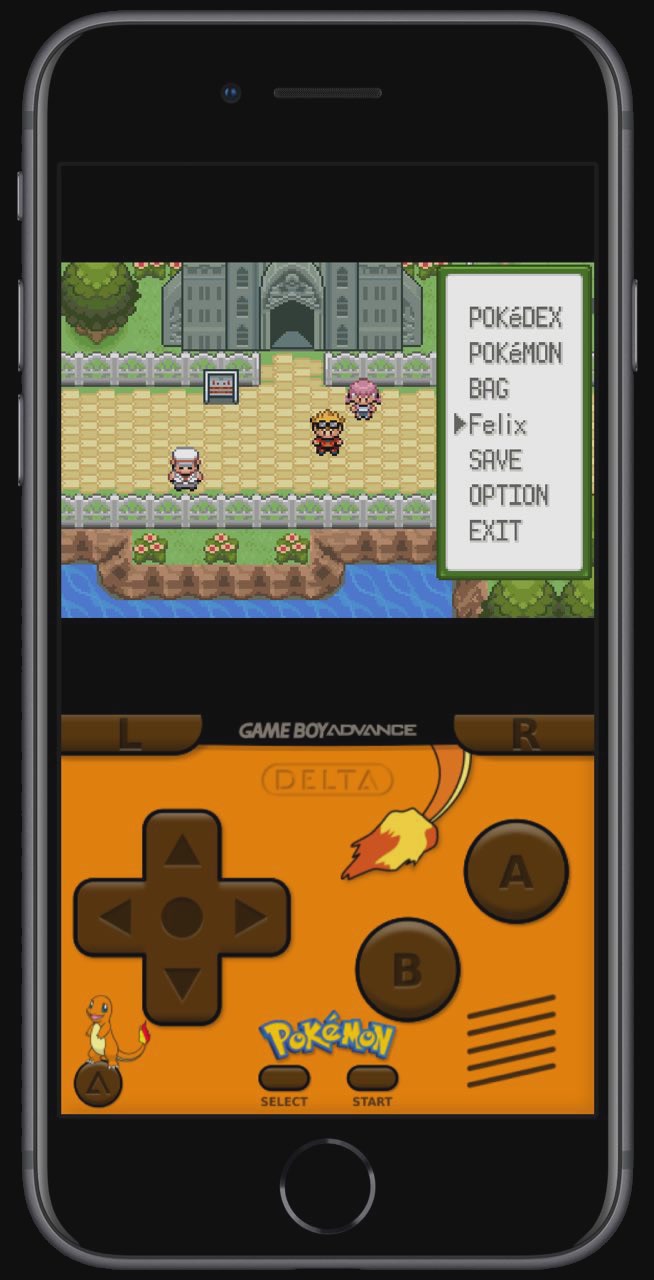 POKéDEX
POKéMON
BAG
Felix
SAVE
OPTION
EXIT
L
GAME BOY ADVANCE
R
DELTA
A
B
POKéMON
SELECT
START